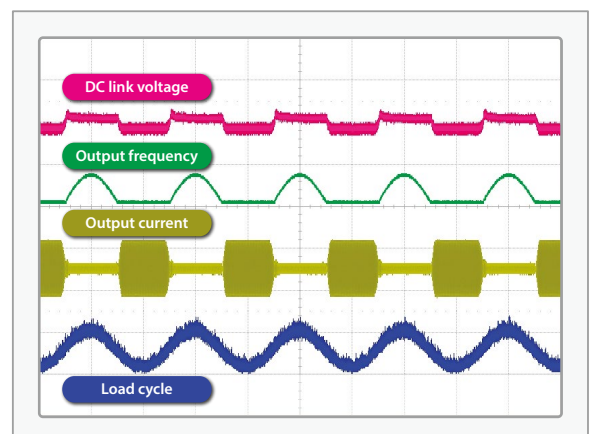 DC link voltage
Output frequency
Output current
Load cycle